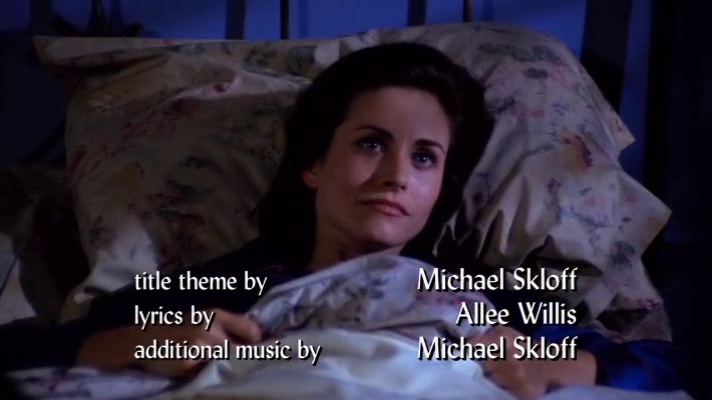 title theme by Michael Skloff
lyrics by Allee Willis
additional music by Michael Skloff